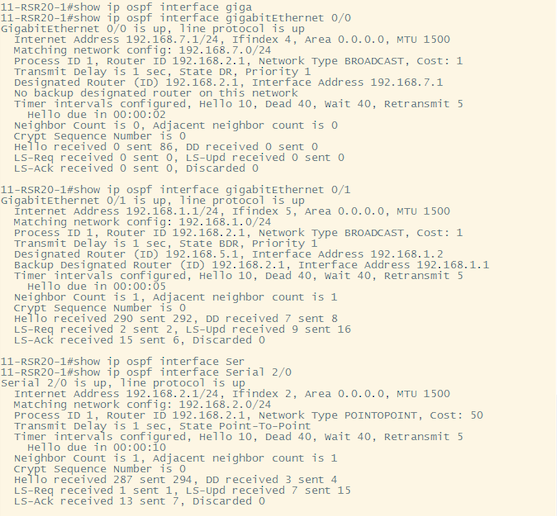 11-RSR20-1#show ip ospf interface giga
11-RSR20-1#show ip ospf interface gigabitEthernet 0/0
GigabitEthernet 0/0 is up, line protocol is up
Internet Address 192.168.7.1/24, Ifindex 4, Area 0.0.0.0, MTU 1500
Matching network config: 192.168.7.0/24
Process ID 1, Router ID 192.168.2.1, Network Type BROADCAST, Cost: 1
Transmit Delay is 1 sec, State DR, Priority 1
Designated Router (ID) 192.168.2.1, Interface Address 192.168.7.1
No backup designated router on this network
Timer intervals configured, Hello 10, Dead 40, Wait 40, Retransmit 5
Hello due in 00:00:02
Neighbor Count is 0, Adjacent neighbor count is 0
Crypt Sequence Number is 0
Hello received 0 sent 86, DD received 0 sent 0
LS-Req received 0 sent 0, LS-Upd received 0 sent 0
LS-Ack received 0 sent 0, Discarded 0
11-RSR20-1#show ip ospf interface gigabitEthernet 0/1
GigabitEthernet 0/1 is up, line protocol is up
Internet Address 192.168.1.1/24, Ifindex 5, Area 0.0.0.0, MTU 1500
Matching network config: 192.168.1.0/24
Process ID 1, Router ID 192.168.2.1, Network Type BROADCAST, Cost: 1
Transmit Delay is 1 sec, State BDR, Priority 1
Designated Router (ID) 192.168.5.1, Interface Address 192.168.1.2
Backup Designated Router (ID) 192.168.2.1, Interface Address 192.168.1.1
Timer intervals configured, Hello 10, Dead 40, Wait 40, Retransmit 5
Hello due in 00:00:05
Neighbor Count is 1, Adjacent neighbor count is 1
Crypt Sequence Number is 0
Hello received 290 sent 292, DD received 7 sent 8
LS-Req received 2 sent 2, LS-Upd received 9 sent 16
LS-Ack received 15 sent 6, Discarded 0
11-RSR20-1#show ip ospf interface Ser
11-RSR20-1#show ip ospf interface Serial 2/0
Serial 2/0 is up, line protocol is up
Internet Address 192.168.2.1/24, Ifindex 2, Area 0.0.0.0, MTU 1500
Matching network config: 192.168.2.0/24
Process ID 1, Router ID 192.168.2.1, Network Type POINTOPOINT, Cost: 50
Transmit Delay is 1 sec, State Point-To-Point
Timer intervals configured, Hello 10, Dead 40, Wait 40, Retransmit 5
Hello due in 00:00:10
Neighbor Count is 1, Adjacent neighbor count is 1
Crypt Sequence Number is 0
Hello received 287 sent 294, DD received 3 sent 4
LS-Req received 1 sent 1, LS-Upd received 7 sent 15
LS-Ack received 13 sent 7, Discarded 0